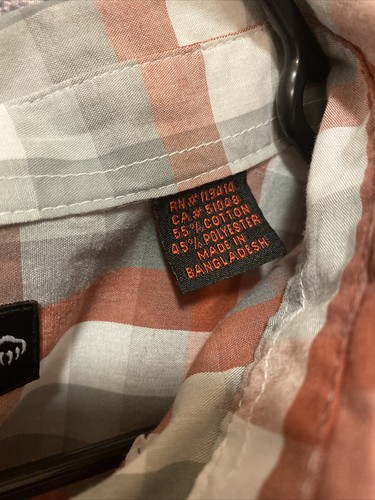 RN# 119414
CA.# 51048
55% COTTON
45% POLYESTER
MADE IN
BANGLADESH